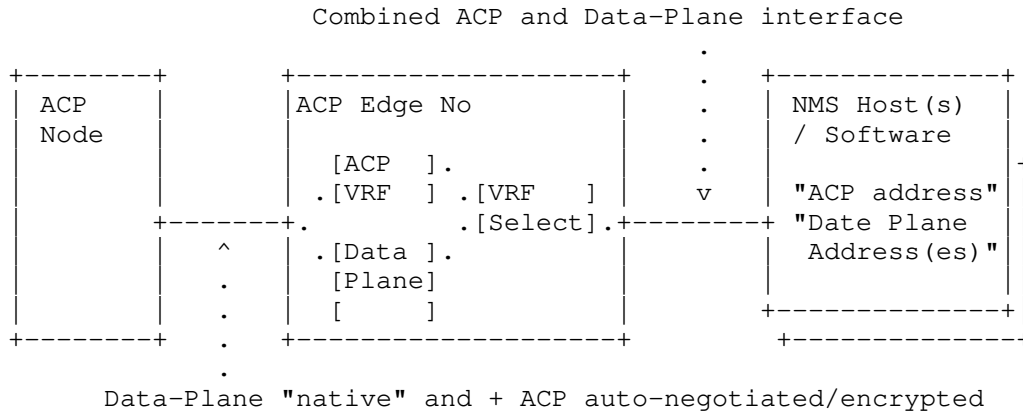 Combined ACP and Data-Plane interface
ACP ACP Edge No NMS Host(s)
Node / Software
[ACP ].
.[VRF ] .[VRF ] v "ACP address"
. .[Select]. "Date Plane
^ .[Data ]. Address(es)"
[Plane]
[ ]
Data-Plane "native" and + ACP auto-negotiated/encrypted